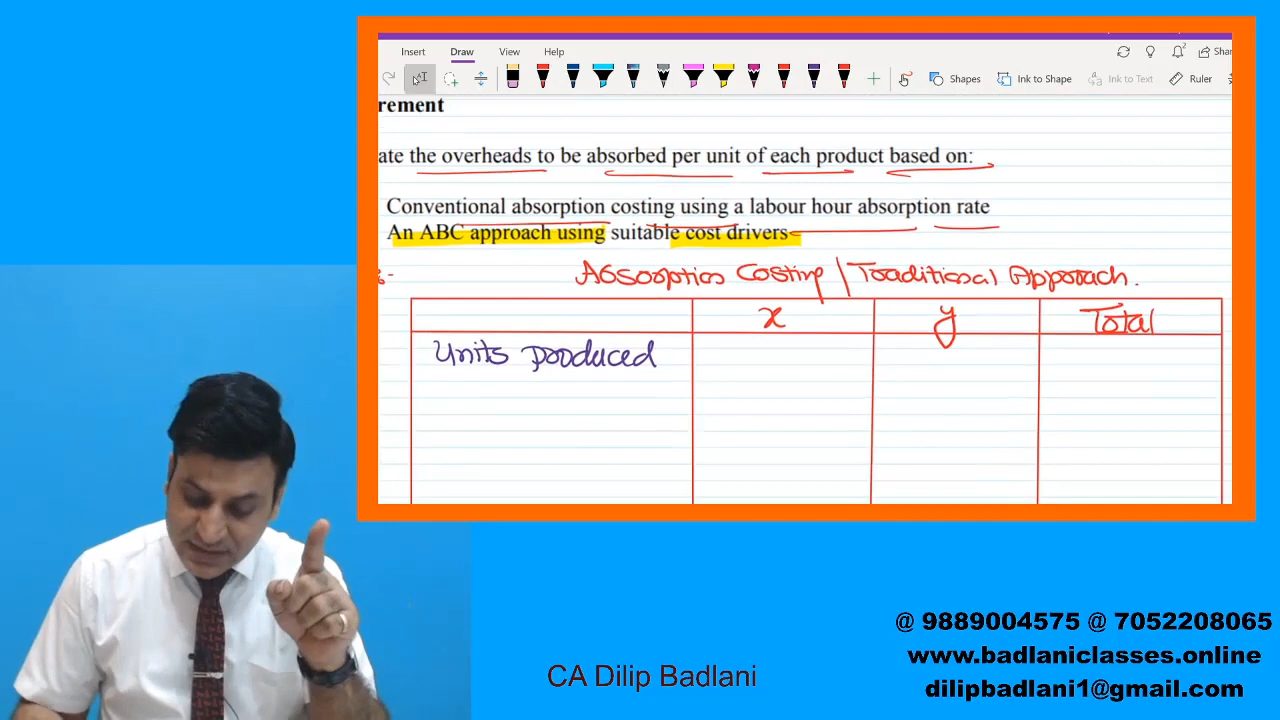 Insert Draw View Help
Shar
Shapes Ink to Shape Ink to Text Ruler
rement
ate the overheads to be absorbed per unit of each product based on:
Conventional absorption costing using a labour hour absorption rate
An ABC approach using suitable cost drivers
Absorption Costing / Traditional Approach.
x y Total
Units produced
@ 9889004575 @ 7052208065
www.badlaniclasses.online
CA Dilip Badlani
dilipbadlani1@gmail.com